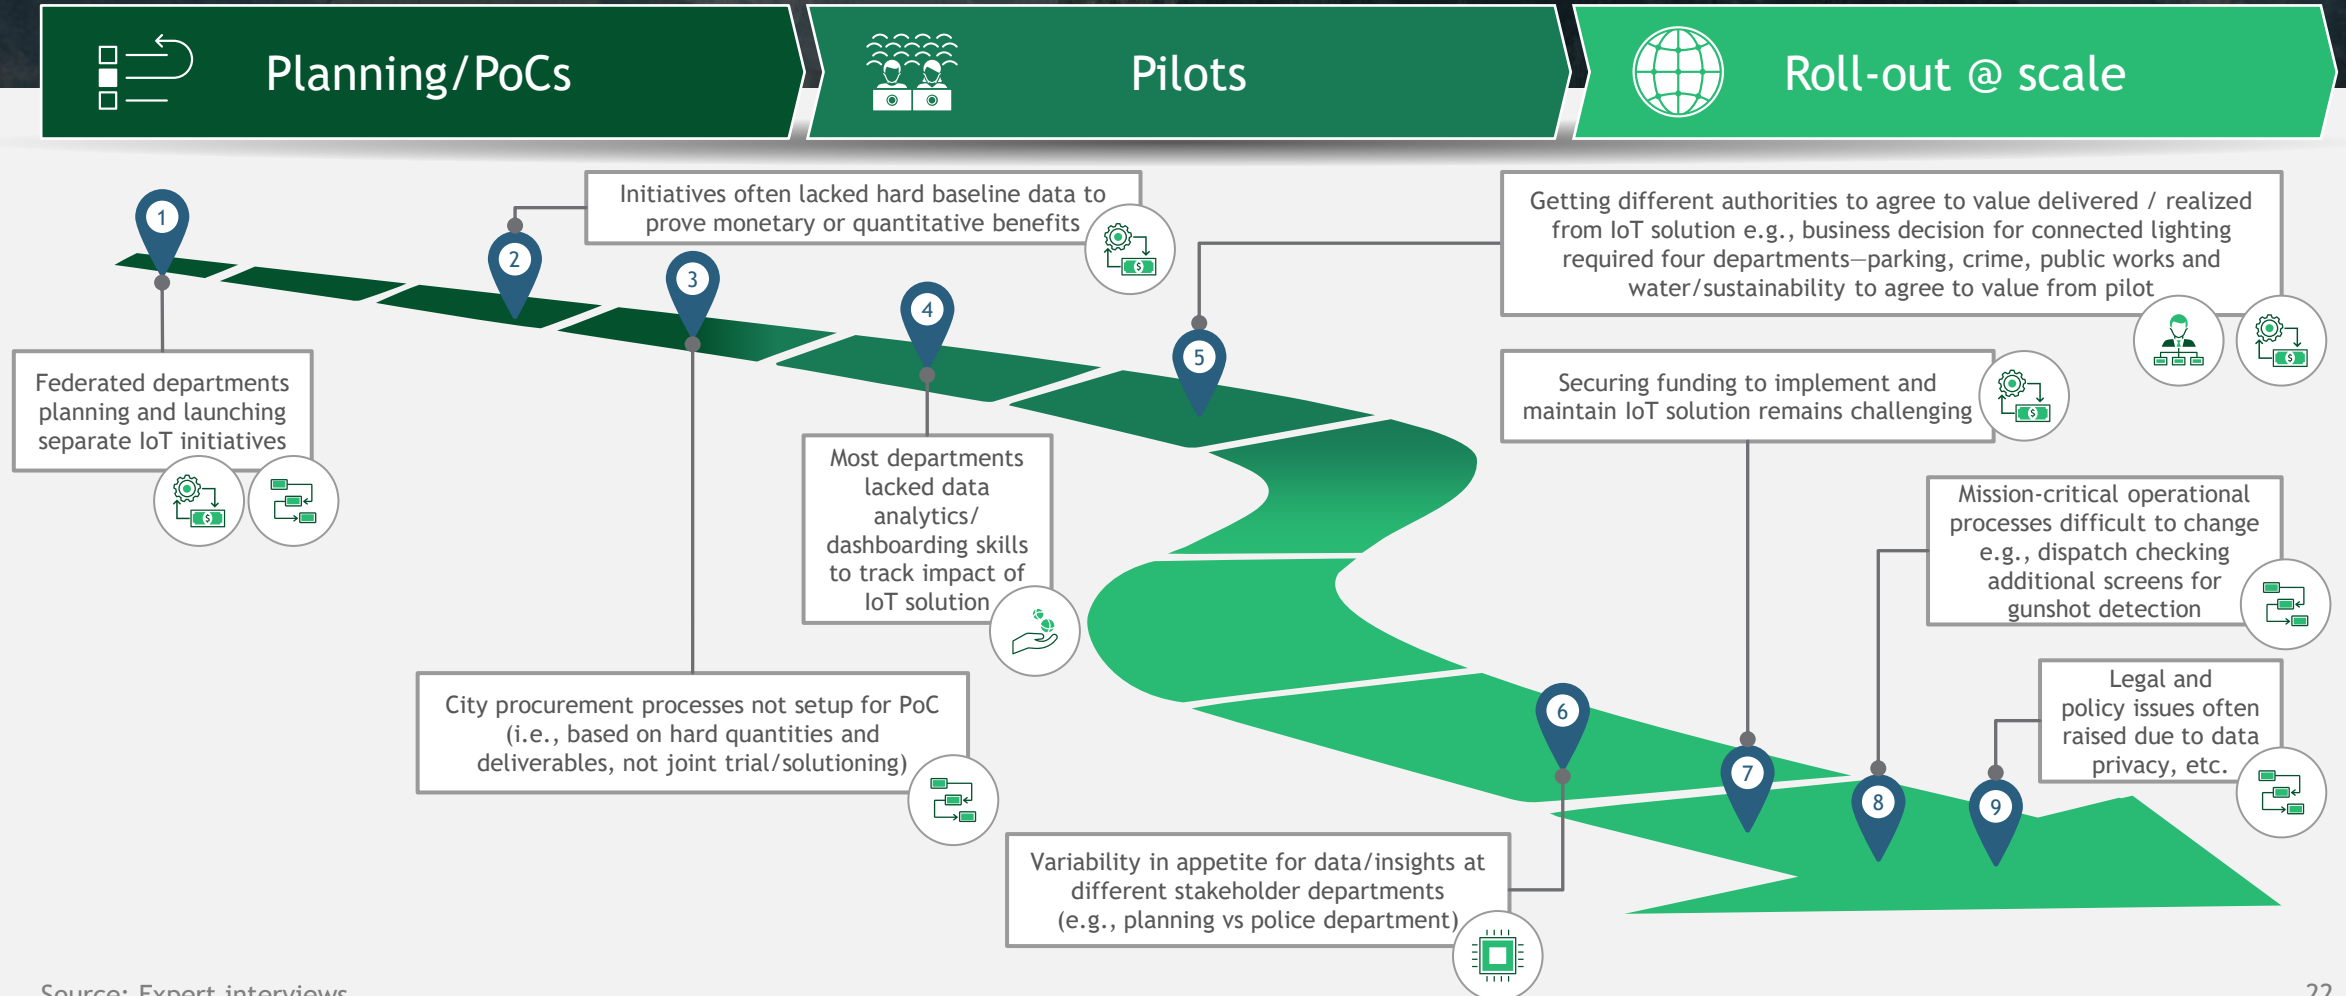 Planning/PoCs
Pilots
Roll-out @ scale
1
Federated departments
planning and launching
separate IoT initiatives
2
Initiatives often lacked hard baseline data to
prove monetary or quantitative benefits
3
City procurement processes not setup for PoC
(i.e., based on hard quantities and
deliverables, not joint trial/solutioning)
4
Most departments
lacked data
analytics/
dashboarding skills
to track impact of
IoT solution
5
Getting different authorities to agree to value delivered / realized
from IoT solution e.g., business decision for connected lighting
required four departments—parking, crime, public works and
water/sustainability to agree to value from pilot
6
Variability in appetite for data/insights at
different stakeholder departments
(e.g., planning vs police department)
7
Securing funding to implement and
maintain IoT solution remains challenging
8
Mission-critical operational
processes difficult to change
e.g., dispatch checking
additional screens for
gunshot detection
9
Legal and
policy issues often
raised due to data
privacy, etc.
Source: Expert interviews
22